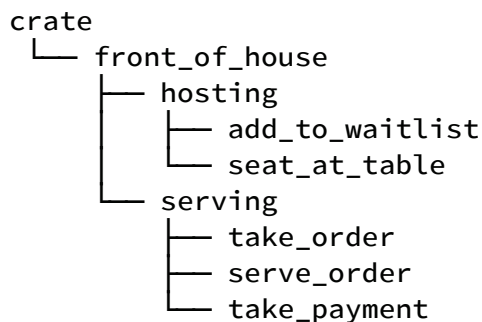 crate
└── front_of_house
    ├── hosting
    │   ├── add_to_waitlist
    │   └── seat_at_table
    └── serving
        ├── take_order
        ├── serve_order
        └── take_payment